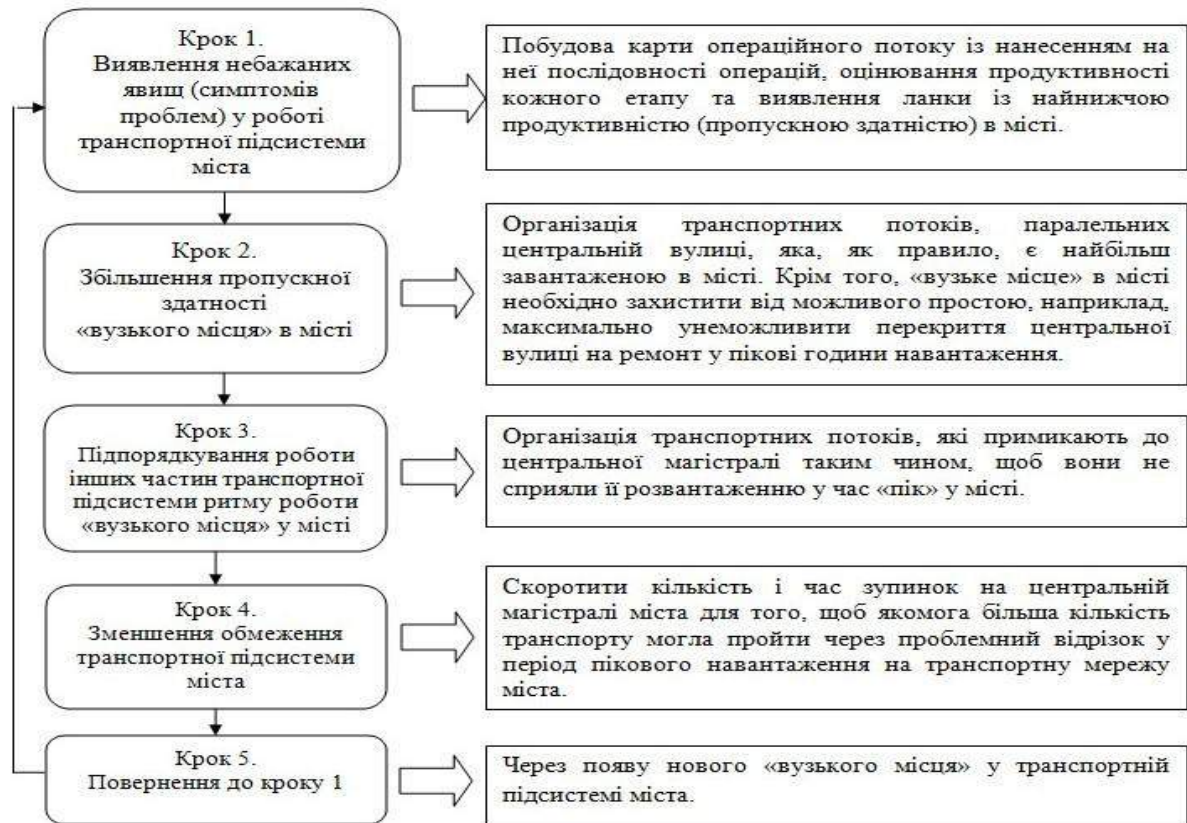 Крок 1.
Виявлення небажаних
явищ (симптомів
проблем) у роботі
транспортної підсистеми
міста
Побудова карти операційного потоку із нанесенням на
неї послідовності операцій, оцінювання продуктивності
кожного етапу та виявлення ланки із найнижчою
продуктивністю (пропускною здатністю) в місті.
Крок 2.
Збільшення пропускної
здатності
«вузького місця» в місті
Організація транспортних потоків, паралельних
центральній вулиці, яка, як правило, є найбільш
завантаженою в місті. Крім того, «вузьке місце» в місті
необхідно захистити від можливого простою, наприклад,
максимально унеможливити перекриття центральної
вулиці на ремонт у пікові години навантаження.
Крок 3.
Підпорядкування роботи
інших частин транспортної
підсистеми ритму роботи
«вузького місця» у місті
Організація транспортних потоків, які примикають до
центральної магістралі таким чином, щоб вони не
сприяли її розвантаженню у час «пік» у місті.
Крок 4.
Зменшення обмеження
транспортної підсистеми
міста
Скоротити кількість і час зупинок на центральній
магістралі міста для того, щоб якомога більша кількість
транспорту могла пройти через проблемний відрізок у
період пікового навантаження на транспортну мережу
міста.
Крок 5.
Повернення до кроку 1
Через появу нового «вузького місця» у транспортній
підсистемі міста.